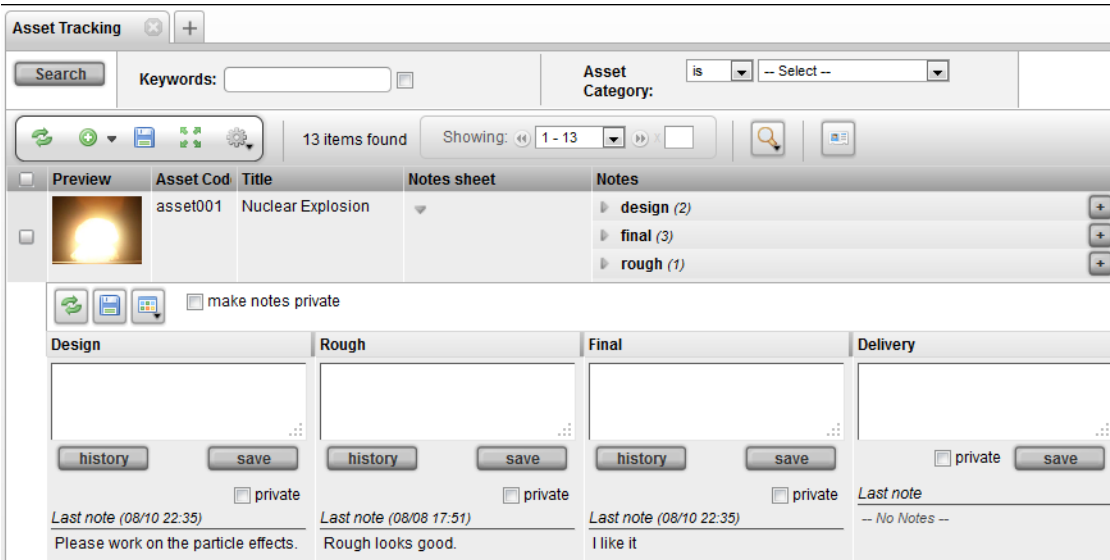 Asset Tracking
+
Search
Keywords:
Asset Category:
is
-- Select --
13 items found
Showing:
1 - 13
x
Preview
Asset Cod
Title
Notes sheet
Notes
asset001
Nuclear Explosion
design (2)
+
final (3)
+
rough (1)
+
make notes private
Design
Rough
Final
Delivery
history
save
history
save
history
save
private
save
private
private
private
Last note
Last note (08/10 22:35)
Last note (08/08 17:51)
Last note (08/10 22:35)
-- No Notes --
Please work on the particle effects.
Rough looks good.
I like it